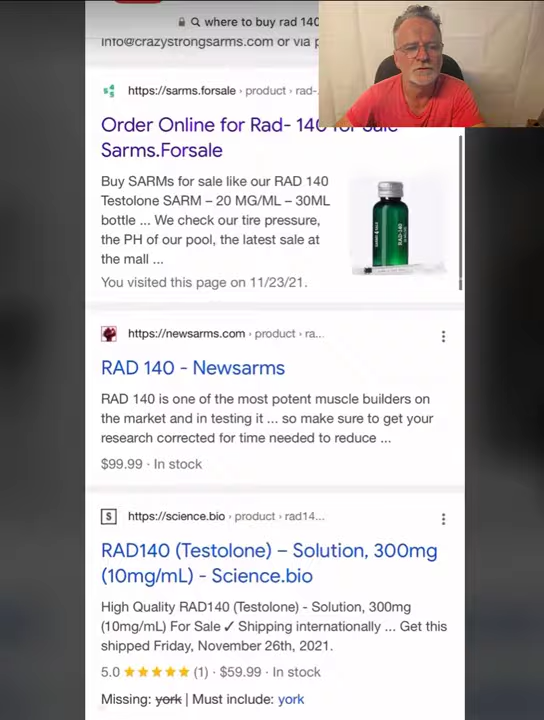 where to buy rad 140
info@crazystrongsarms.com or via p
https://sarms.forsale › product › rad-
Order Online for Rad- 140 for Sale
Sarms.Forsale
Buy SARMs for sale like our RAD 140
Testolone SARM – 20 MG/ML – 30ML
bottle ... We check our tire pressure,
the PH of our pool, the latest sale at
the mall ...
You visited this page on 11/23/21.
RAD-140
https://newsarms.com › product › ra...
RAD 140 - Newsarms
RAD 140 is one of the most potent muscle builders on
the market and in testing it ... so make sure to get your
research corrected for time needed to reduce ...
$99.99 · In stock
$ https://science.bio › product › rad14...
RAD140 (Testolone) – Solution, 300mg
(10mg/mL) - Science.bio
High Quality RAD140 (Testolone) - Solution, 300mg
(10mg/mL) For Sale ✓ Shipping internationally ... Get this
shipped Friday, November 26th, 2021.
5.0 ★★★★★ (1) · $59.99 · In stock
Missing: york | Must include: york